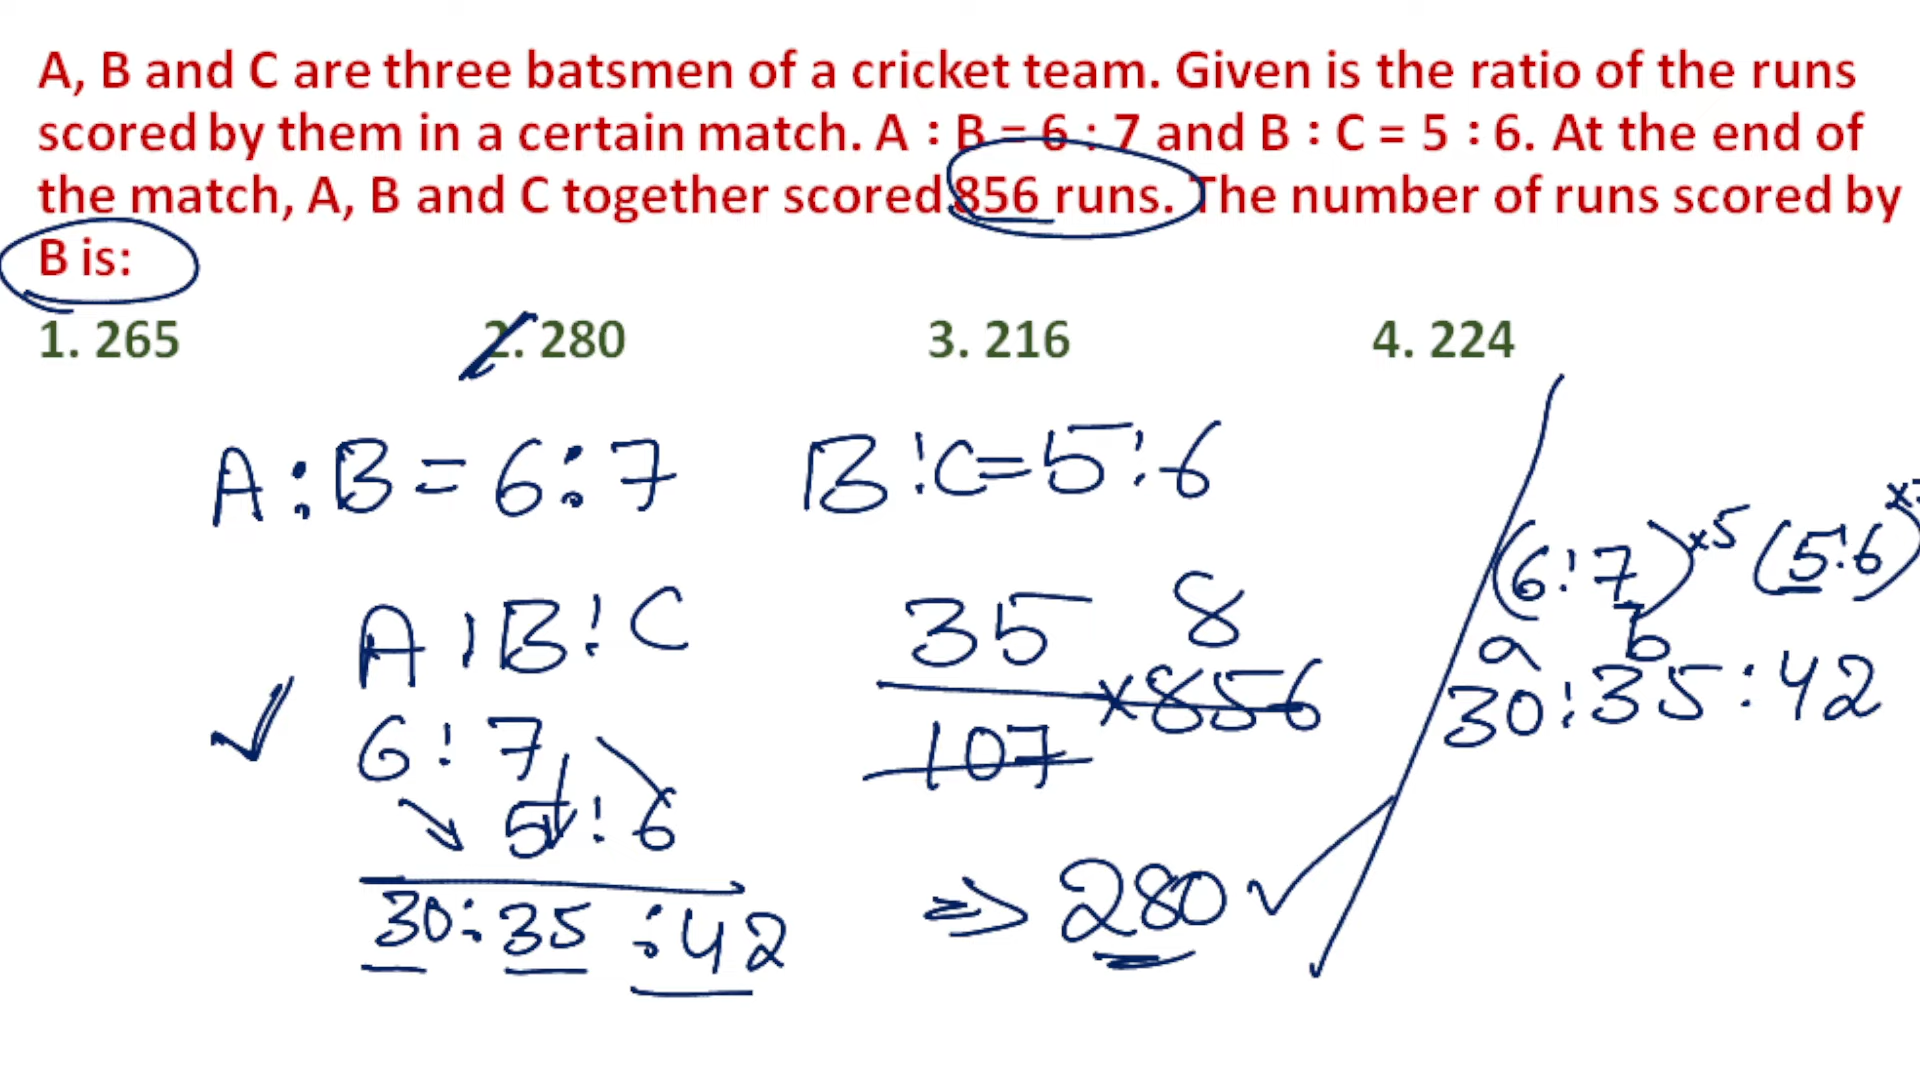 A, B and C are three batsmen of a cricket team. Given is the ratio of the runs
scored by them in a certain match. A : B = 6 : 7 and B : C = 5 : 6. At the end of
the match, A, B and C together scored 856 runs. The number of runs scored by
B is:
1. 265 2. 280 3. 216 4. 224
A : B = 6 : 7 B : C = 5 : 6
A : B : C
6 : 7
5 : 6
30 : 35 : 42
35 8
107 × 856
⇒ 280
(6 : 7) ×5 (5 : 6)
a b
30 : 35 : 42